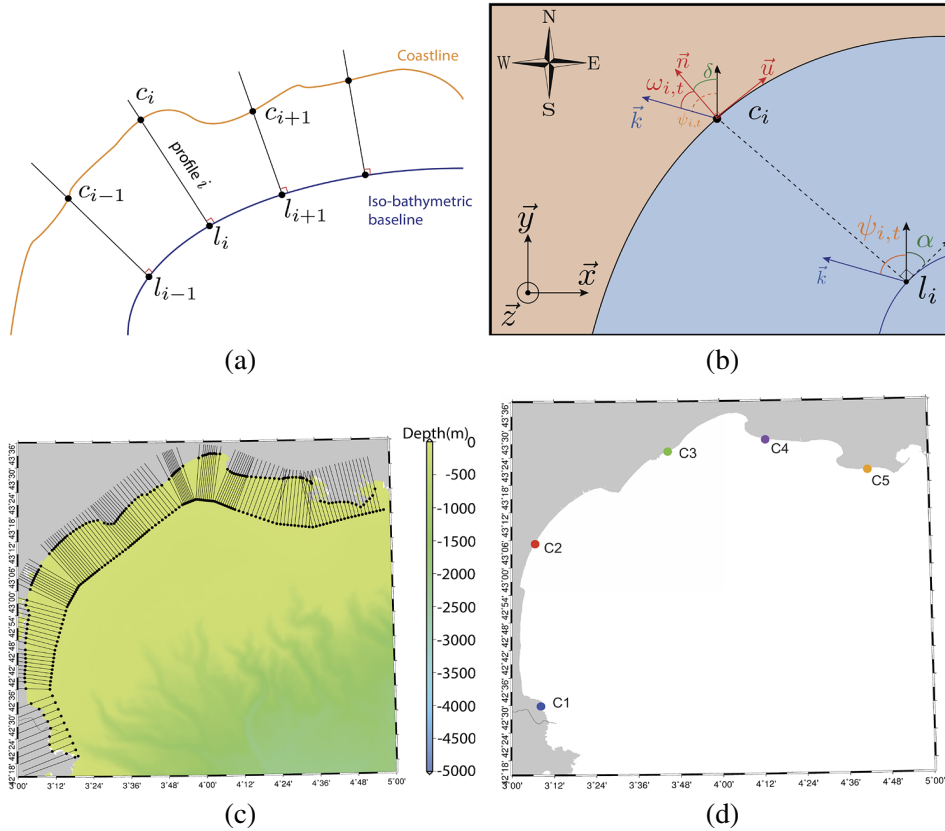 Coastline
c_i
c_{i+1}
profile i
c_{i-1}
Iso-bathymetric
baseline
l_i
l_{i+1}
l_{i-1}
(a)
N
W E
S
\vec{n} δ \vec{u}
ω_{i,t}
ψ_{i,t}
\vec{k} c_i
\vec{y}
\vec{x}
\vec{z}
ψ_{i,t} α
\vec{k} l_i
(b)
Depth(m)
0
-500
-1000
-1500
-2000
-2500
-3000
-3500
-4000
-4500
5000
43°36'
43°30'
43°24'
43°18'
43°12'
43°06'
43°00'
42°54'
42°48'
42°42'
42°36'
42°30'
42°24'
42°18'
3°00' 3°12' 3°24' 3°36' 3°48' 4°00' 4°12' 4°24' 4°36' 4°48' 5°00'
(c)
43°36'
43°30'
43°24'
43°18'
43°12'
43°06'
43°00'
42°54'
42°48'
42°42'
42°36'
42°30'
42°24'
42°18'
C4
C3
C5
C2
C1
3°00' 3°12' 3°24' 3°36' 3°48' 4°00' 4°12' 4°24' 4°36' 4°48' 5°00'
(d)